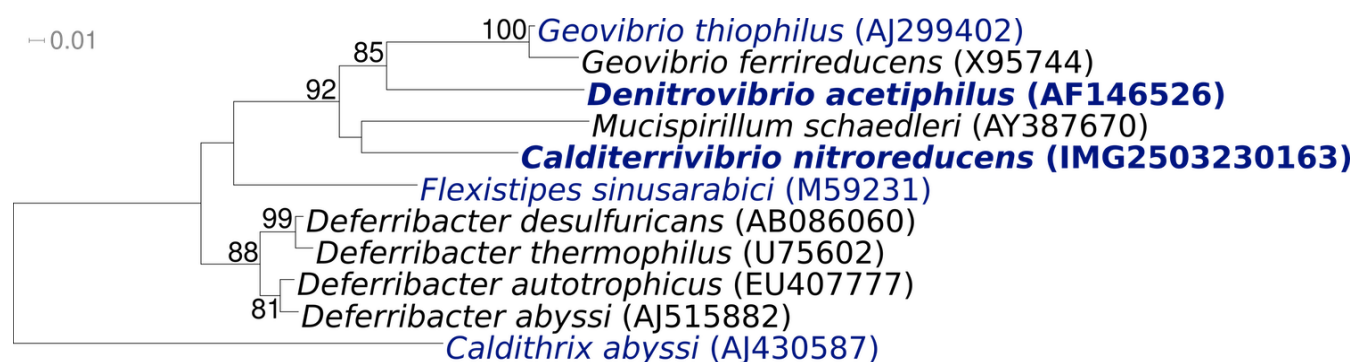 0.01
100 Geovibrio thiophilus (AJ299402)
85
Geovibrio ferrireducens (X95744)
92
Denitrovibrio acetiphilus (AF146526)
Mucispirillum schaedleri (AY387670)
Calditerrivibrio nitroreducens (IMG2503230163)
Flexistipes sinusarabici (M59231)
99 Deferribacter desulfuricans (AB086060)
88 Deferribacter thermophilus (U75602)
Deferribacter autotrophicus (EU407777)
81 Deferribacter abyssi (AJ515882)
Caldithrix abyssi (AJ430587)